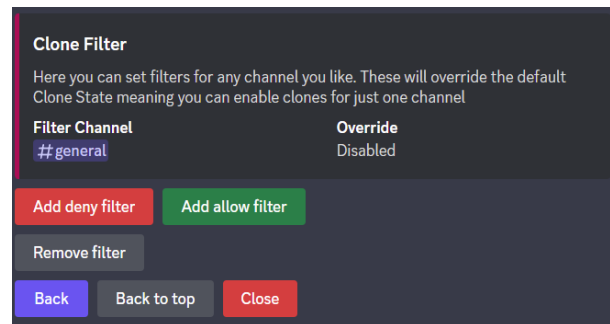 Clone Filter
Here you can set filters for any channel you like. These will override the default
Clone State meaning you can enable clones for just one channel
Filter Channel Override
#general Disabled
Add deny filter Add allow filter
Remove filter
Back Back to top Close